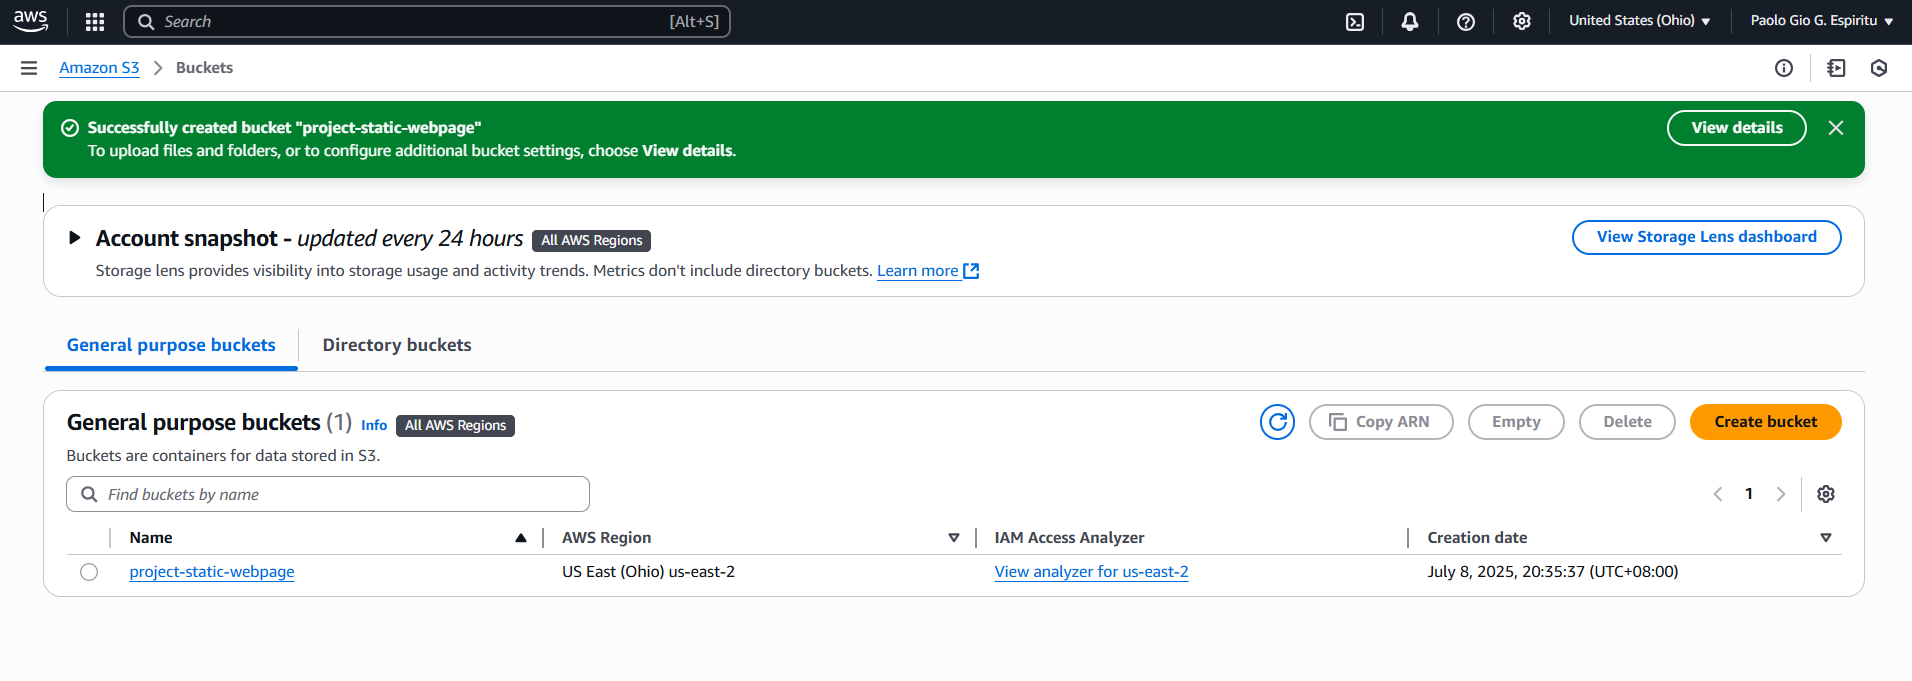 aws
Search [Alt+S]
United States (Ohio)
Paolo Gio G. Espiritu
Amazon S3 Buckets
Successfully created bucket "project-static-webpage"
To upload files and folders, or to configure additional bucket settings, choose View details.
View details
Account snapshot - updated every 24 hours All AWS Regions
Storage lens provides visibility into storage usage and activity trends. Metrics don't include directory buckets. Learn more
View Storage Lens dashboard
General purpose buckets Directory buckets
General purpose buckets (1) Info All AWS Regions
Copy ARN Empty Delete Create bucket
Buckets are containers for data stored in S3.
Find buckets by name
1
Name AWS Region IAM Access Analyzer Creation date
project-static-webpage US East (Ohio) us-east-2 View analyzer for us-east-2 July 8, 2025, 20:35:37 (UTC+08:00)